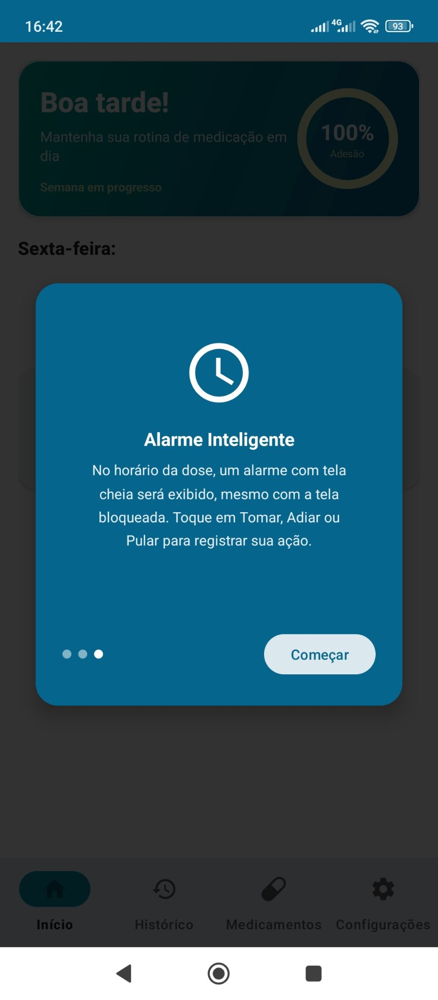 16:42
4G
93
Boa tarde!
Mantenha sua rotina de medicação em
dia
Semana em progresso
100%
Adesão
Sexta-feira:
Alarme Inteligente
No horário da dose, um alarme com tela
cheia será exibido, mesmo com a tela
bloqueada. Toque em Tomar, Adiar ou
Pular para registrar sua ação.
Começar
Início
Histórico
Medicamentos
Configurações